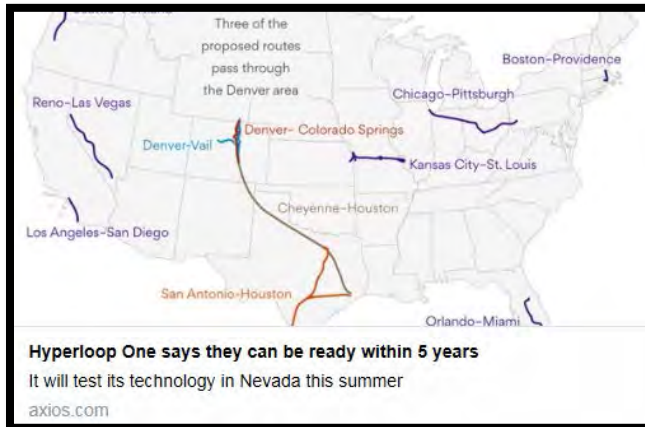 Three of the
proposed routes
pass through
the Denver area
Boston–Providence
Chicago–Pittsburgh
Reno–Las Vegas
Denver– Colorado Springs
Denver-Vail
Kansas City–St. Louis
Cheyenne–Houston
Los Angeles–San Diego
San Antonio-Houston
Orlando–Miami
Hyperloop One says they can be ready within 5 years
It will test its technology in Nevada this summer
axios.com